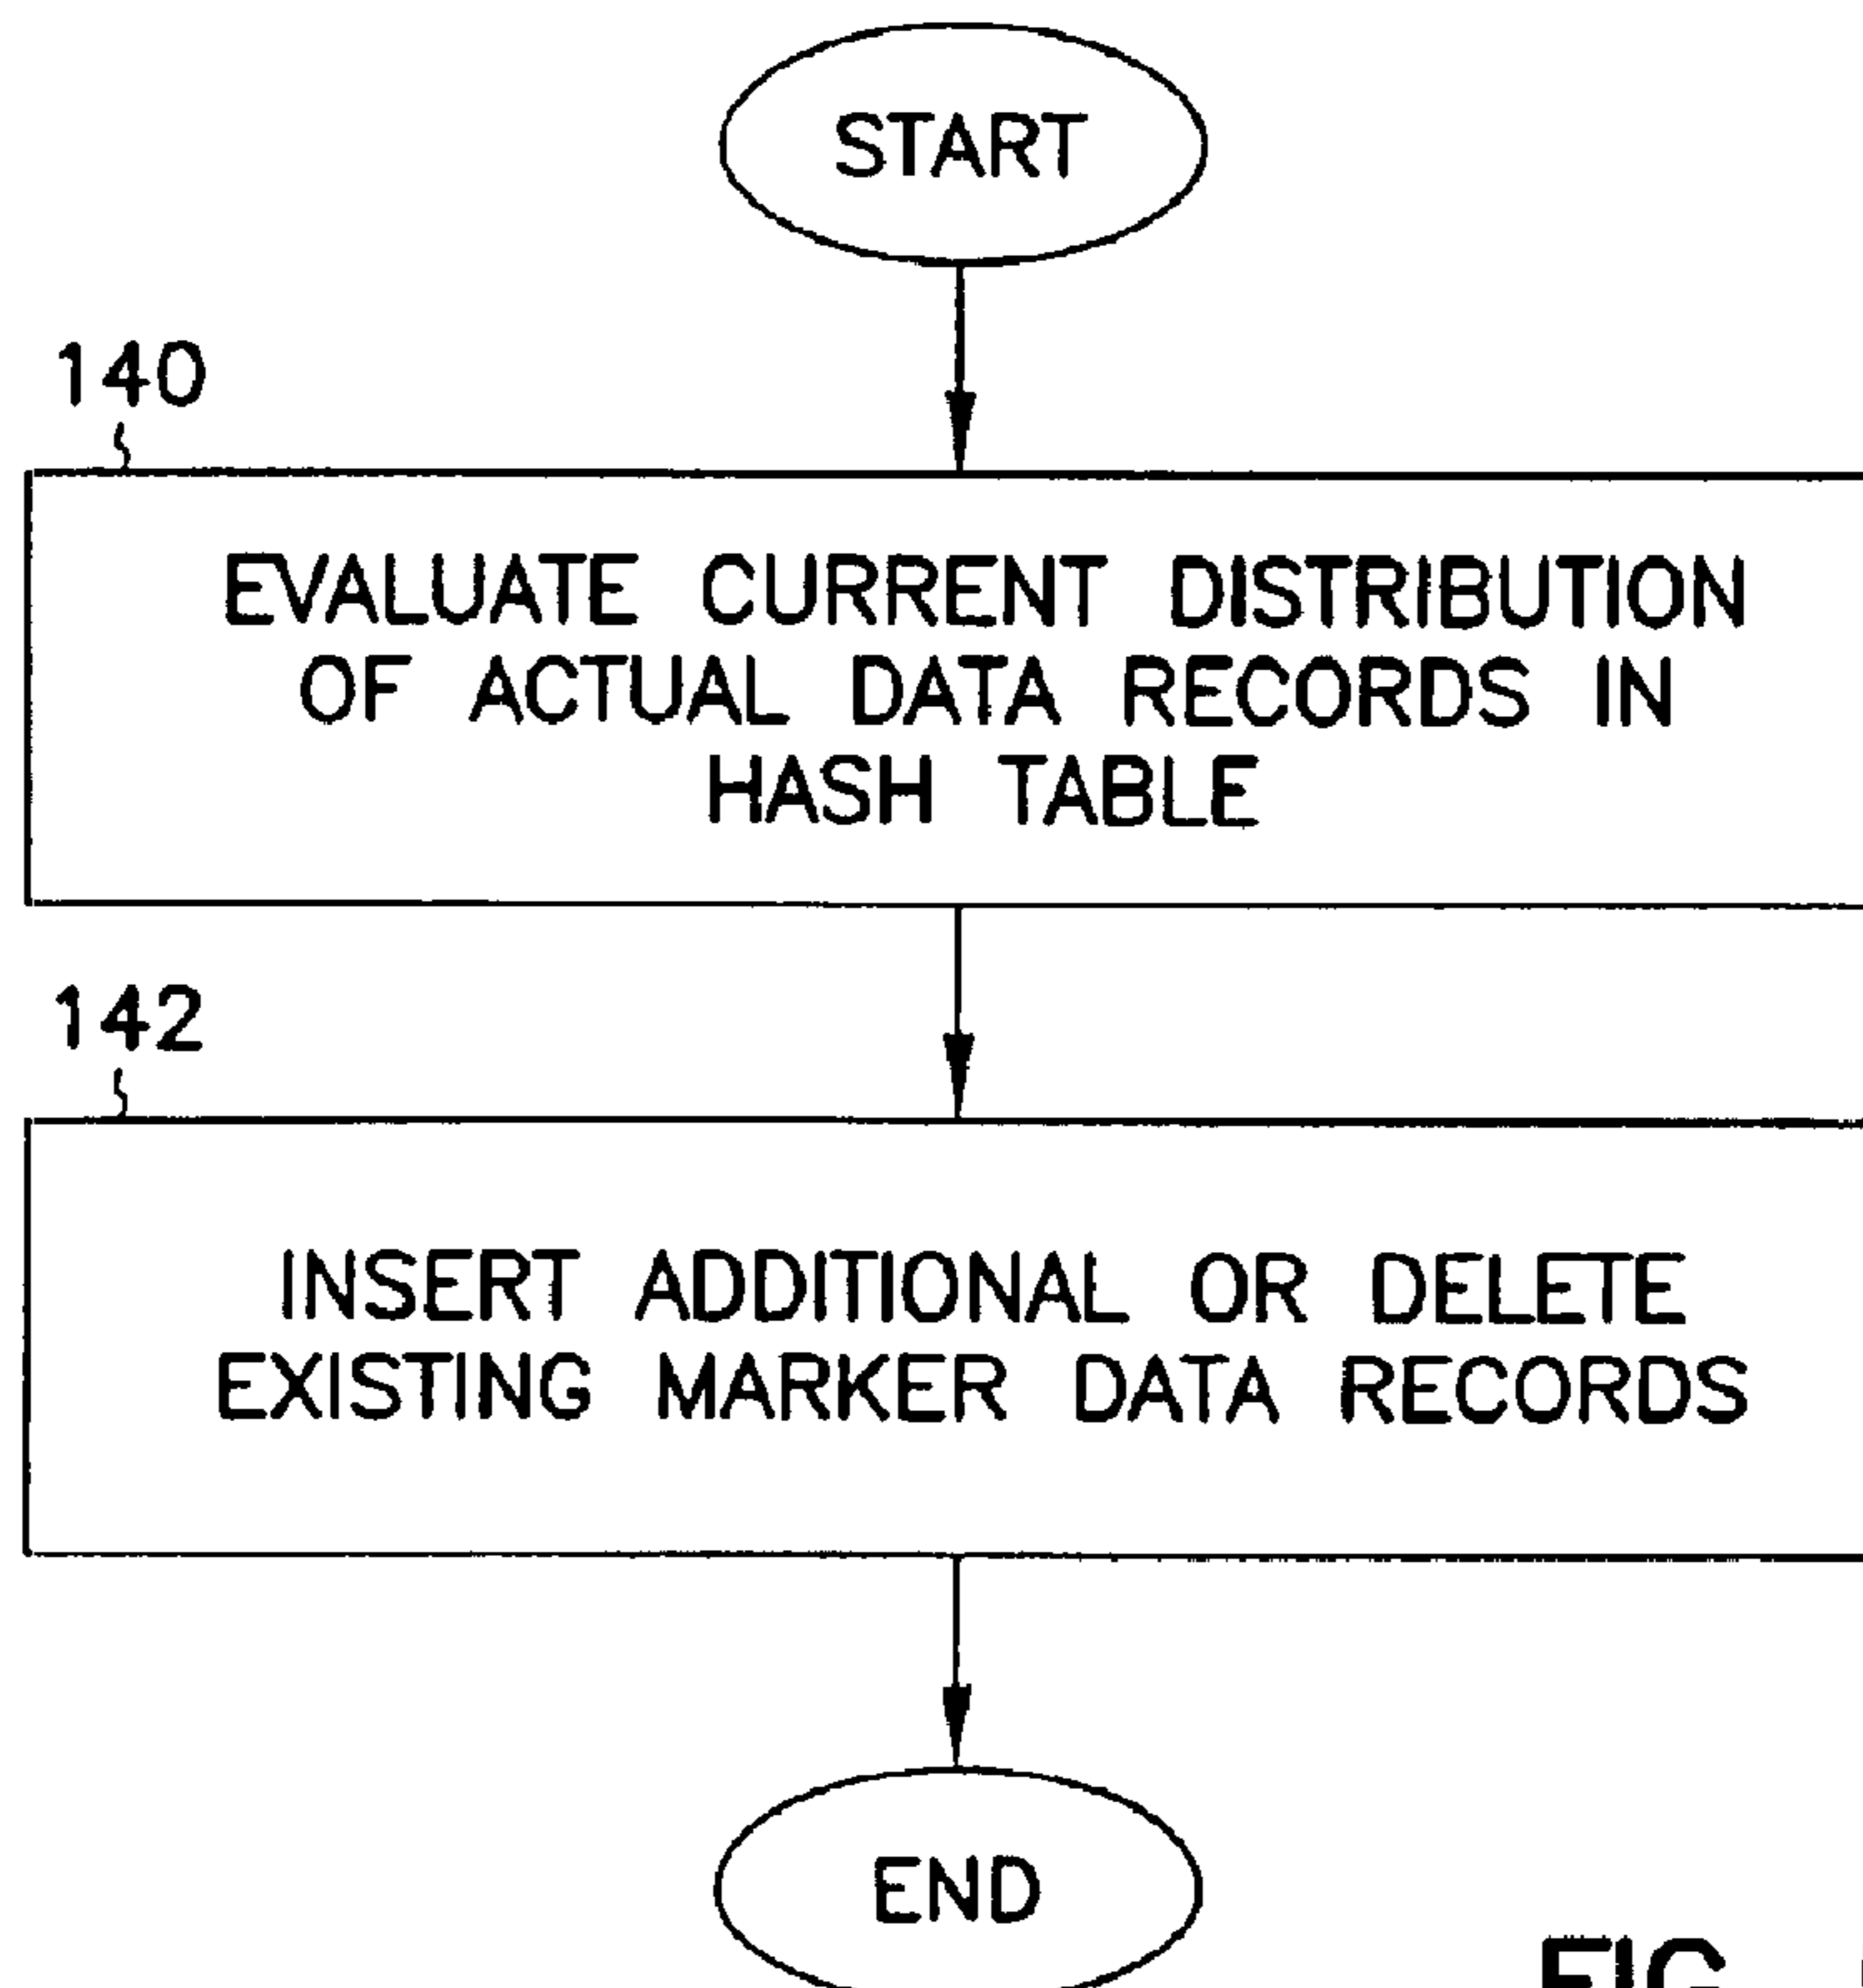 START
140
EVALUATE CURRENT DISTRIBUTION
OF ACTUAL DATA RECORDS IN
HASH TABLE
142
INSERT ADDITIONAL OR DELETE
EXISTING MARKER DATA RECORDS
END
FIG